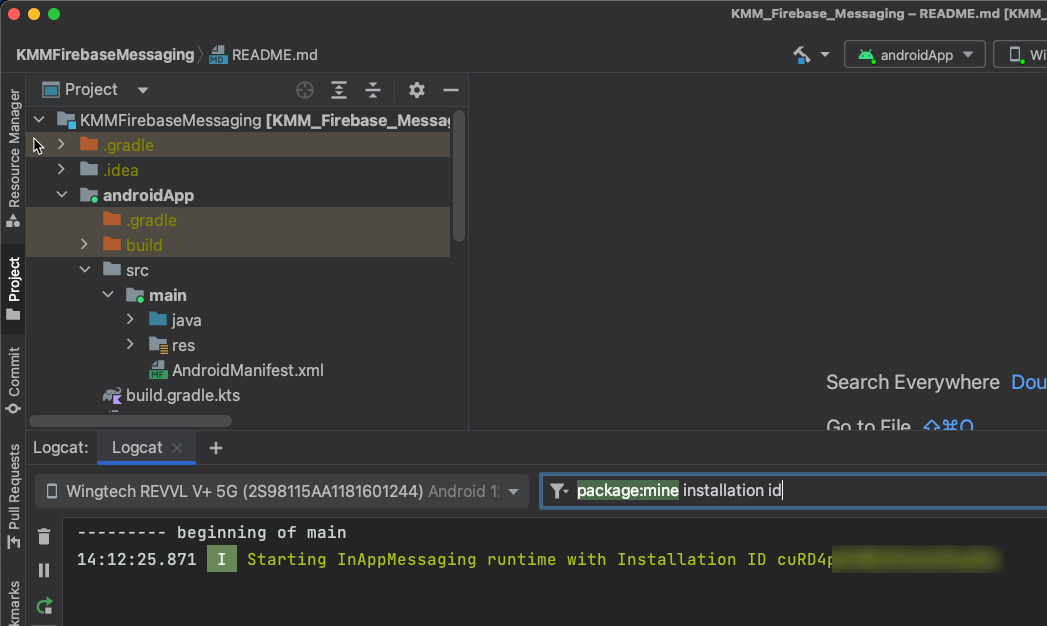 KMM_Firebase_Messaging – README.md [KMM_
KMMFirebaseMessaging
MD
README.md
androidApp
Wi
Resource Manager
Project
Commit
Pull Requests
kmarks
Project
KMMFirebaseMessaging [KMM_Firebase_Messag
.gradle
.idea
androidApp
.gradle
build
src
main
java
res
MF
AndroidManifest.xml
build.gradle.kts
Search Everywhere Dou
Go to File ⇧⌘O
Logcat:
Logcat
Wingtech REVVL V+ 5G (2S98115AA1181601244) Android 1
package:mine installation id
--------- beginning of main
14:12:25.871 I Starting InAppMessaging runtime with Installation ID cuRD4p